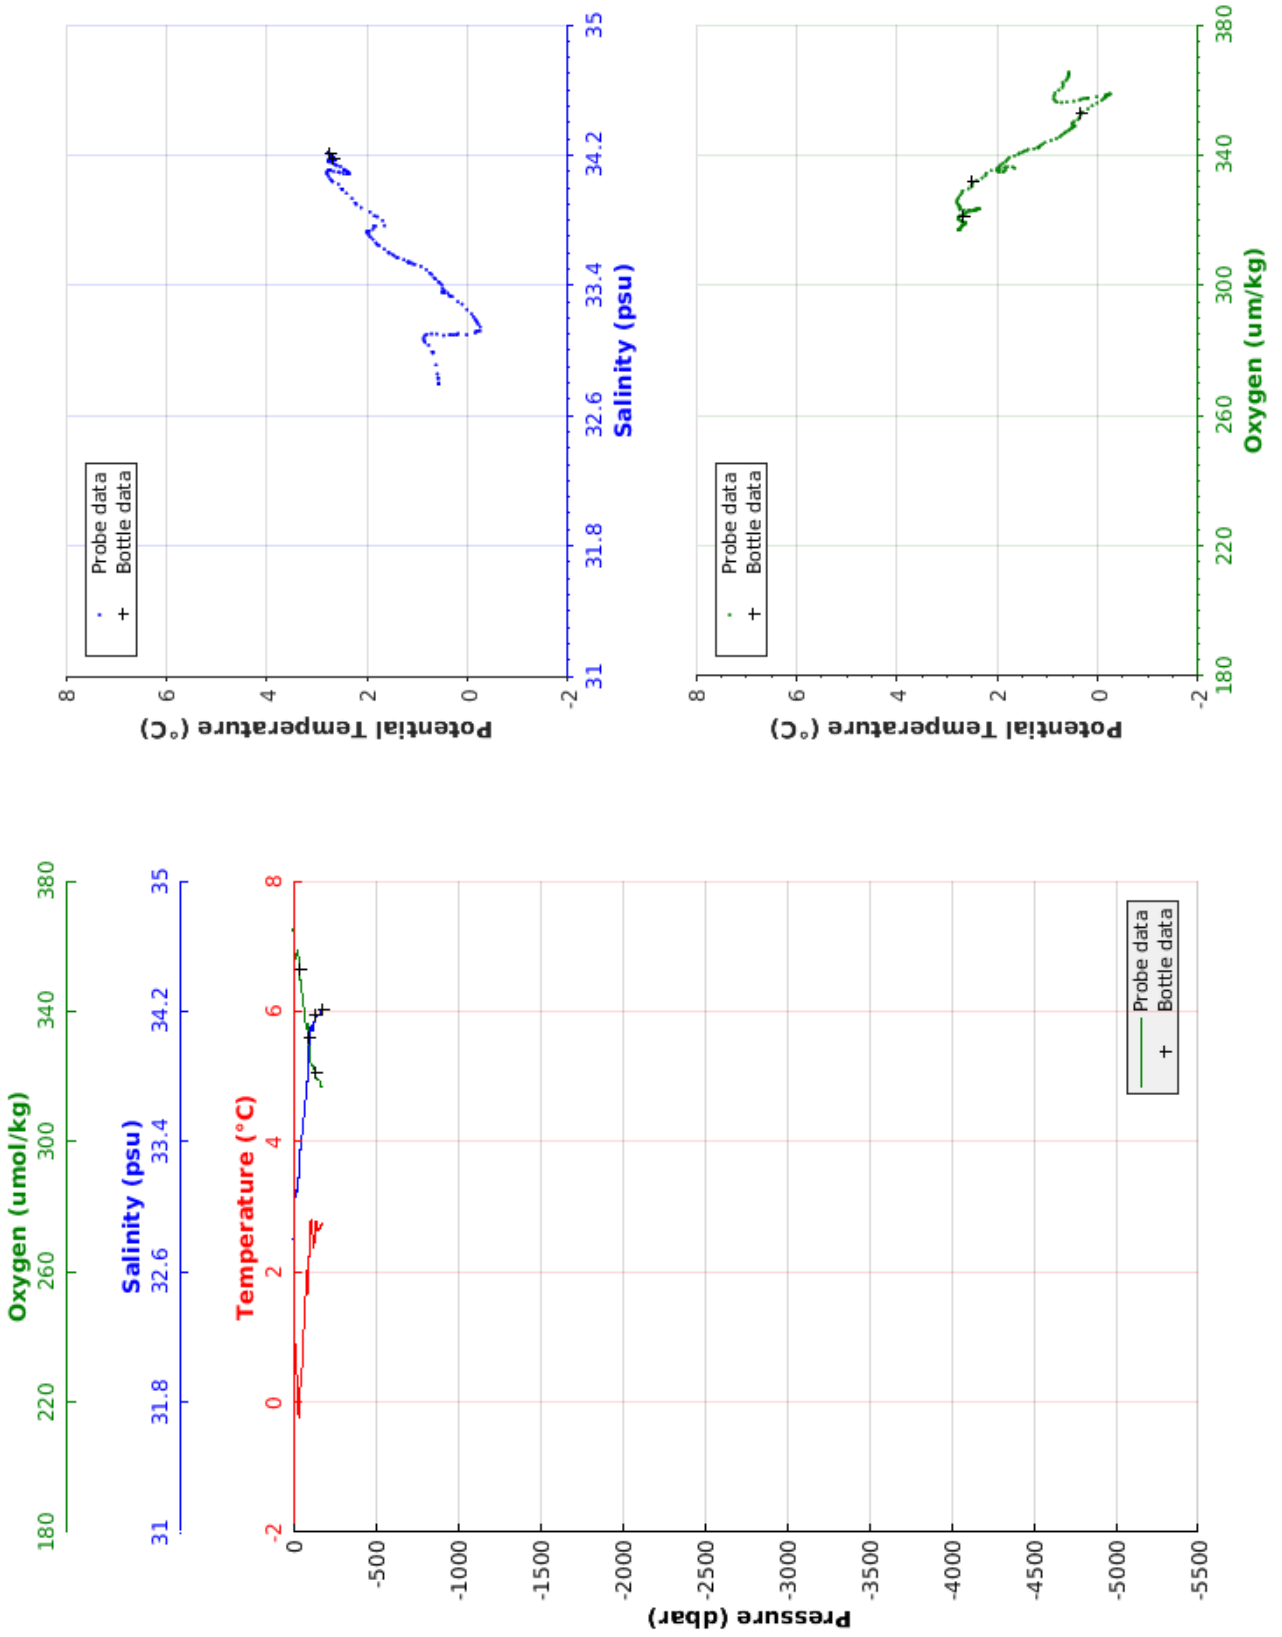 Oxygen (umol/kg)
180 220 260 300 340 380
Salinity (psu)
31 31.8 32.6 33.4 34.2 35
Temperature (°C)
-2 0 2 4 6 8
Pressure (dbar)
0
-500
-1000
-1500
-2000
-2500
-3000
-3500
-4000
-4500
-5000
-5500
Probe data
Bottle data
Potential Temperature (°C)
8
6
4
2
0
-2
Probe data
Bottle data
31 31.8 32.6 33.4 34.2 35
Salinity (psu)
Potential Temperature (°C)
8
6
4
2
0
-2
Probe data
Bottle data
180 220 260 300 340 380
Oxygen (um/kg)